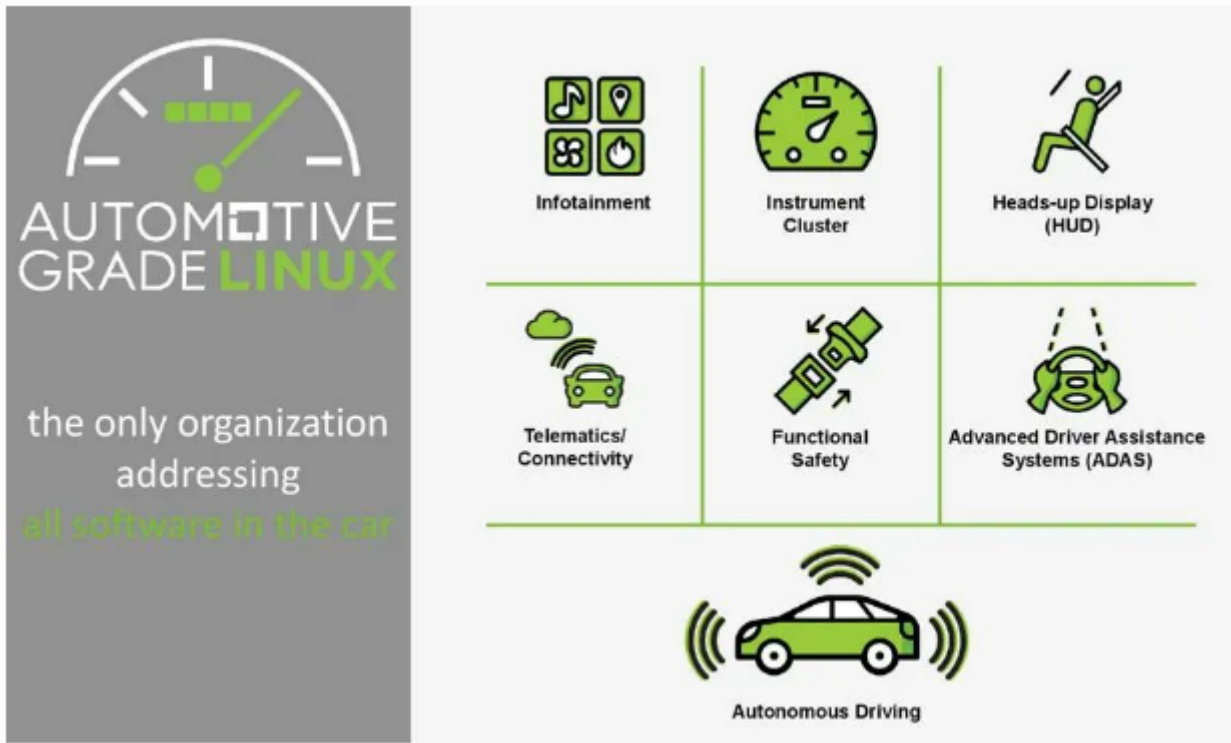 AUTOMOTIVE
GRADE LINUX
the only organization
addressing
all software in the car
Infotainment
Instrument
Cluster
Heads-up Display
(HUD)
Telematics/
Connectivity
Functional
Safety
Advanced Driver Assistance
Systems (ADAS)
Autonomous Driving